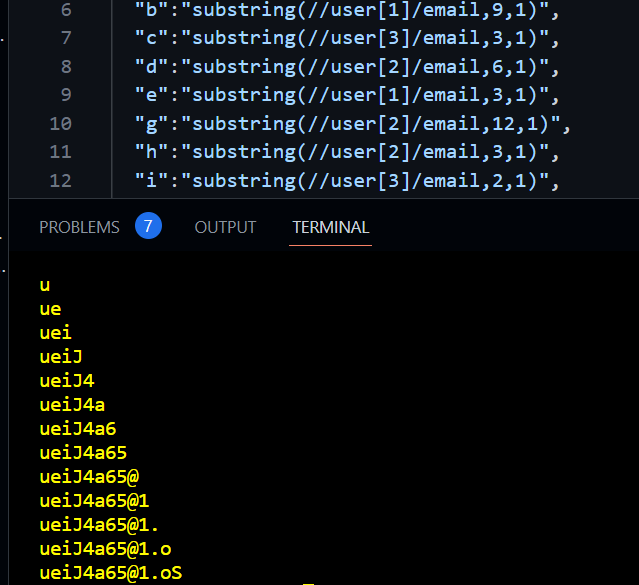 6 "b":"substring(//user[1]/email,9,1)",
7 "c":"substring(//user[3]/email,3,1)",
8 "d":"substring(//user[2]/email,6,1)",
9 "e":"substring(//user[1]/email,3,1)",
10 "g":"substring(//user[2]/email,12,1)",
11 "h":"substring(//user[2]/email,3,1)",
12 "i":"substring(//user[3]/email,2,1)",
PROBLEMS 7 OUTPUT TERMINAL
u
ue
uei
ueiJ
ueiJ4
ueiJ4a
ueiJ4a6
ueiJ4a65
ueiJ4a65@
ueiJ4a65@1
ueiJ4a65@1.
ueiJ4a65@1.o
ueiJ4a65@1.oS